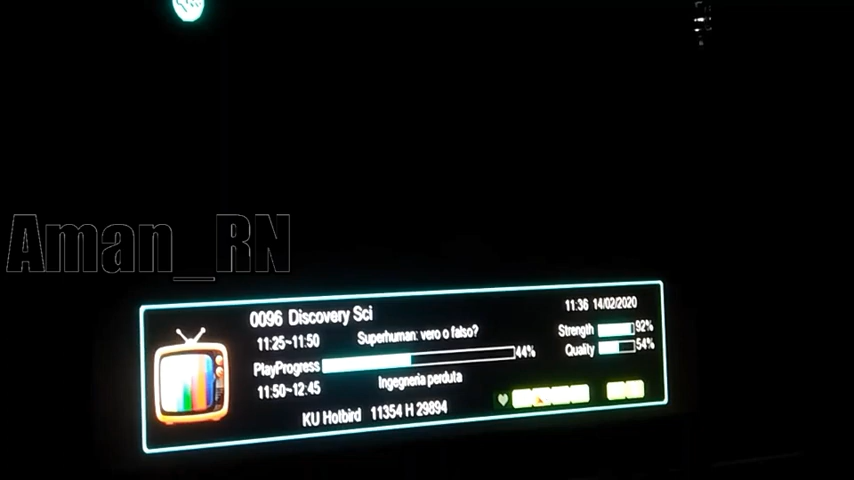 Aman_RN
0096 Discovery Sci
11:36 14/02/2020
11:25~11:50 Superhuman: vero o falso?
Strength 92%
PlayProgress 44%
Quality 54%
11:50~12:45 Ingegneria perduta
KU Hotbird 11354 H 29894